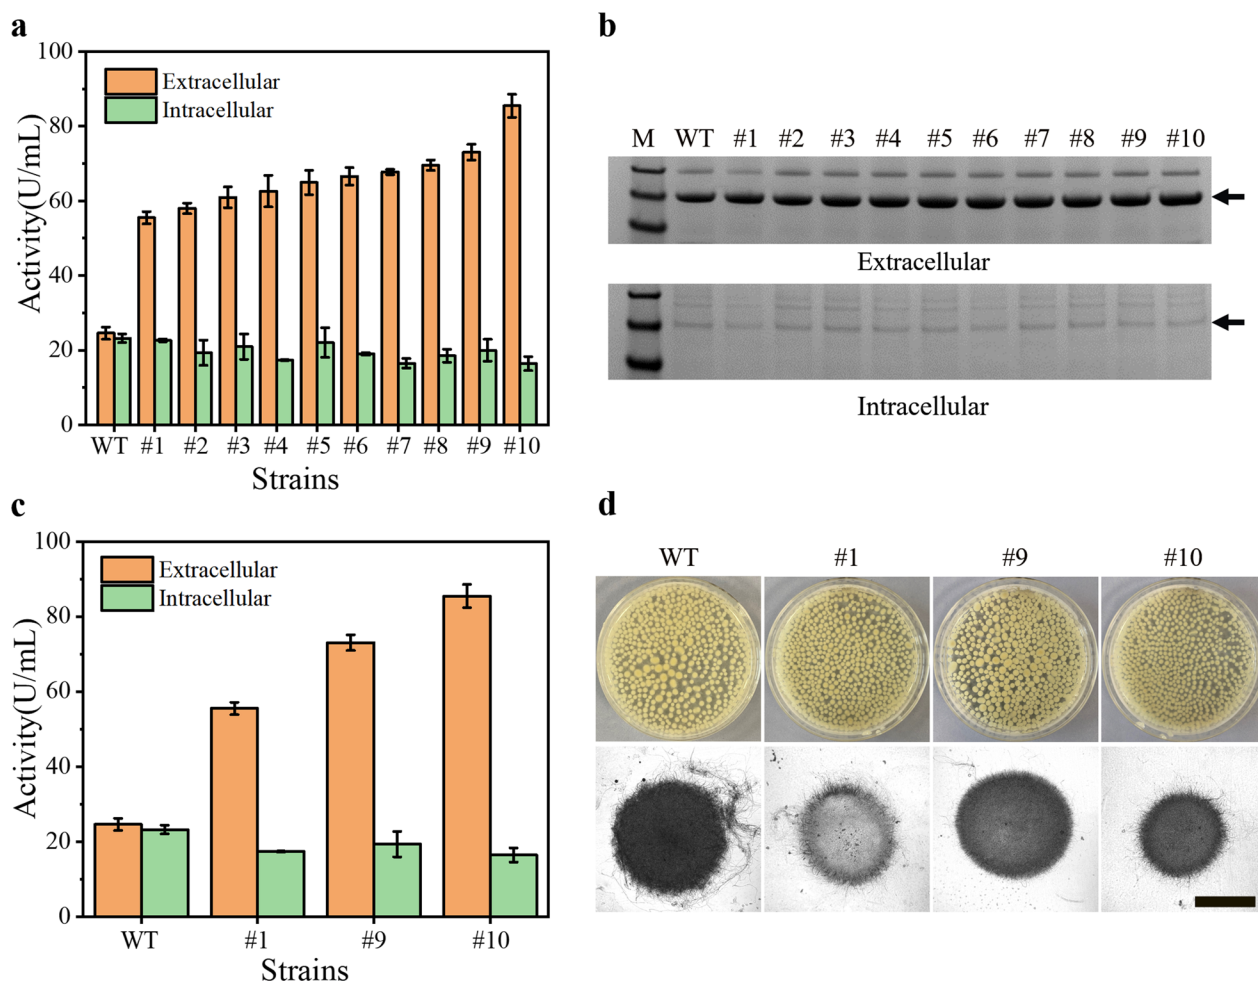 a
100
80
60
40
20
0
Activity(U/mL)
Extracellular
Intracellular
WT #1 #2 #3 #4 #5 #6 #7 #8 #9 #10
Strains
b
M WT #1 #2 #3 #4 #5 #6 #7 #8 #9 #10
Extracellular
Intracellular
c
100
80
60
40
20
0
Activity(U/mL)
Extracellular
Intracellular
WT #1 #9 #10
Strains
d
WT #1 #9 #10